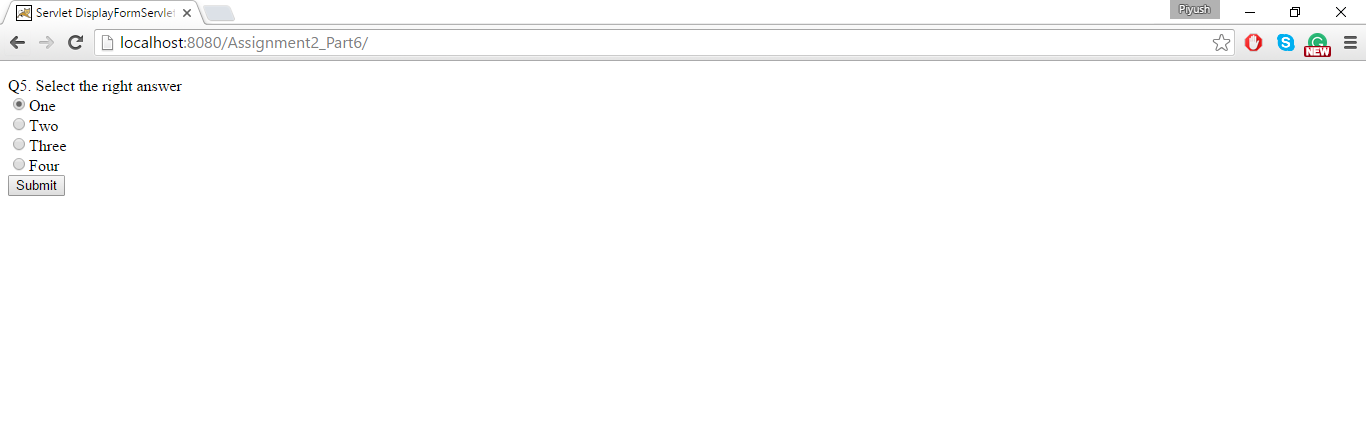 Servlet DisplayFormServlet
Piyush
localhost:8080/Assignment2_Part6/
NEW
Q5. Select the right answer
One
Two
Three
Four
Submit